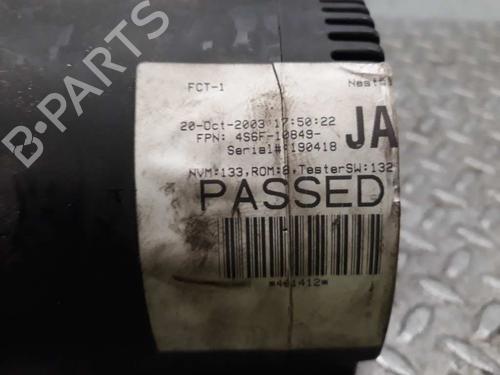 FCT-1
20-Oct-2003 17:50:22
FPN: 4S6F-10849-
JA
Serial#:190418
NVM:133,ROM:8,TesterSW:132
PASSED
*461412*
B-PARTS